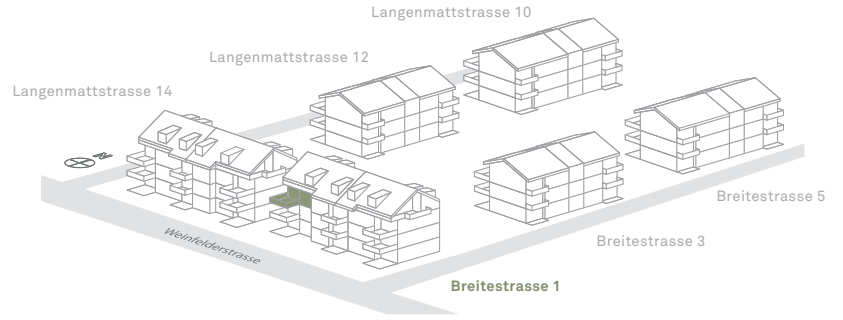 Langenmattstrasse 10
Langenmattstrasse 12
Langenmattstrasse 14
N
Weinfelderstrasse
Breitestrasse 5
Breitestrasse 3
Breitestrasse 1